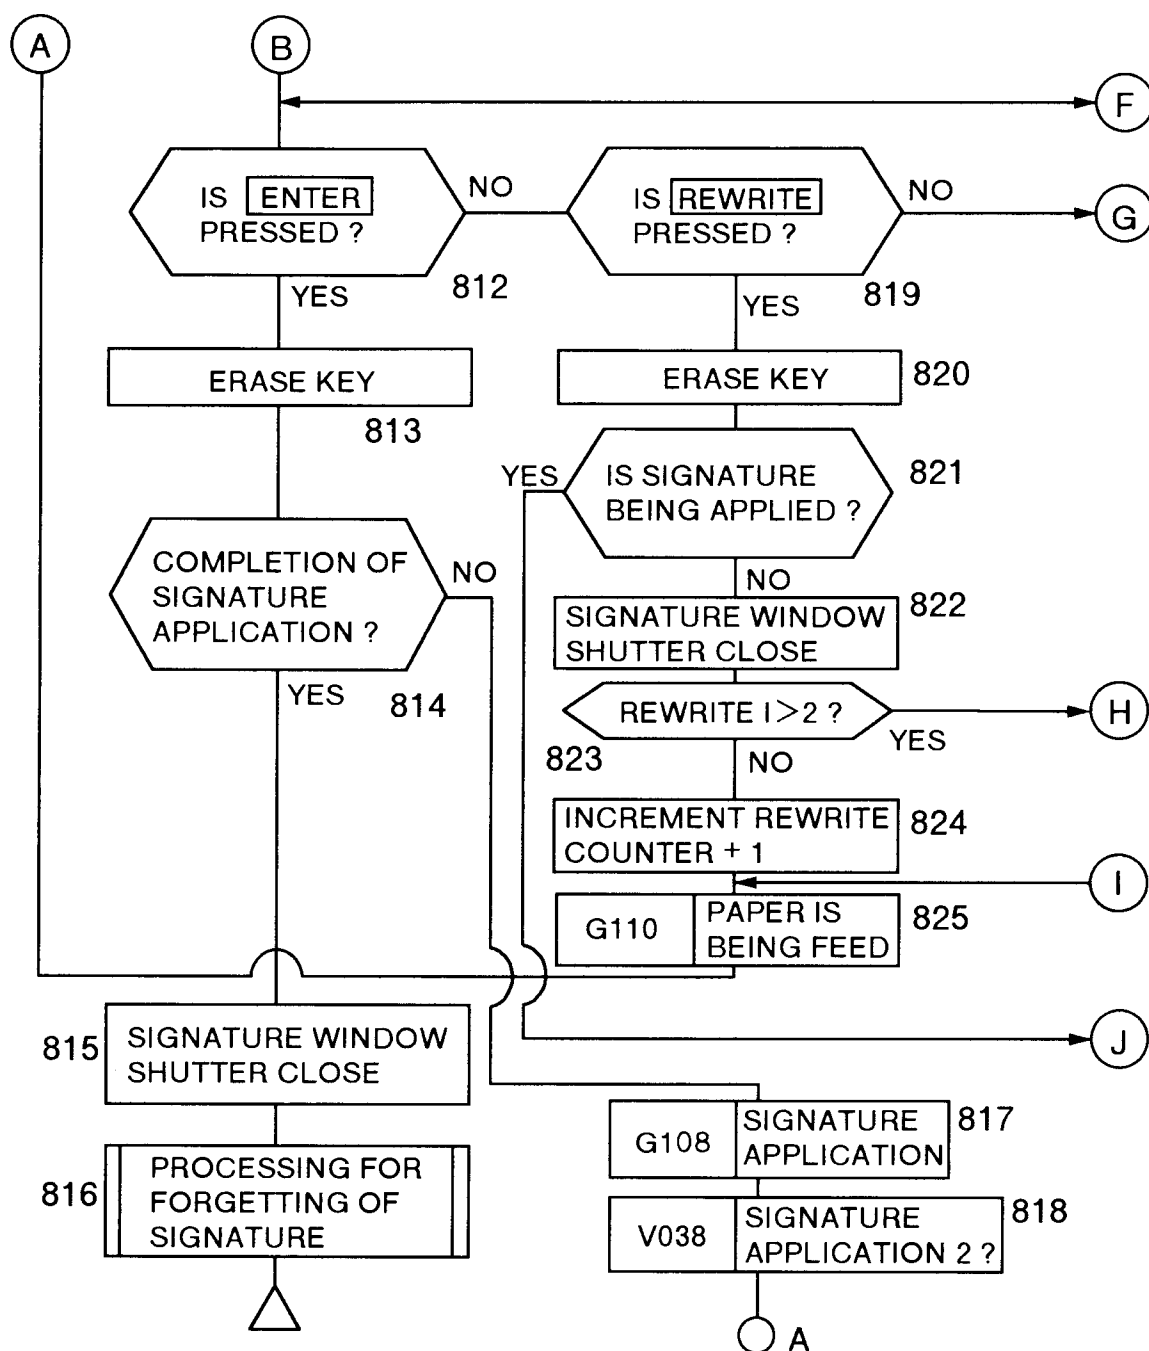 A
B
F
IS ENTER
PRESSED ?
NO
812
YES
IS REWRITE
PRESSED ?
NO
G
819
YES
ERASE KEY
813
ERASE KEY
820
YES
IS SIGNATURE
BEING APPLIED ?
821
NO
COMPLETION OF
SIGNATURE
APPLICATION ?
NO
YES
814
SIGNATURE WINDOW
SHUTTER CLOSE
822
REWRITE I>2 ?
H
823
YES
NO
INCREMENT REWRITE
COUNTER + 1
824
I
G110
PAPER IS
BEING FEED
825
815
SIGNATURE WINDOW
SHUTTER CLOSE
J
816
PROCESSING FOR
FORGETTING OF
SIGNATURE
G108
SIGNATURE
APPLICATION
817
V038
SIGNATURE
APPLICATION 2 ?
818
A